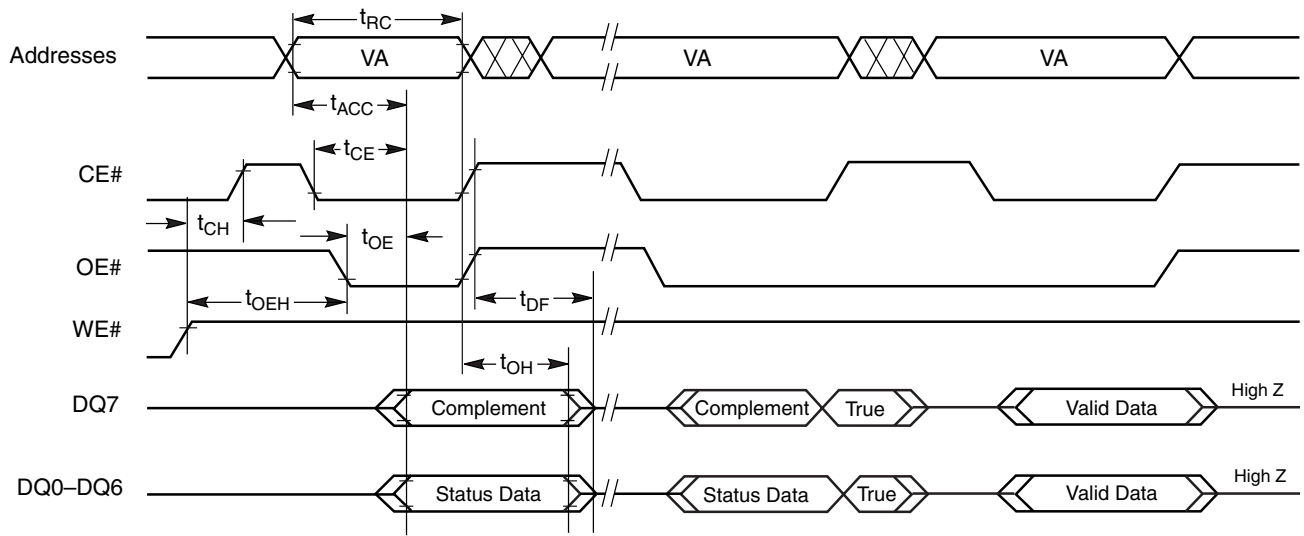 tRC
Addresses VA VA VA
tACC
tCE
CE#
tCH tOE
OE#
tOEH tDF
WE#
tOH
DQ7 Complement Complement True Valid Data High Z
DQ0–DQ6 Status Data Status Data True Valid Data High Z